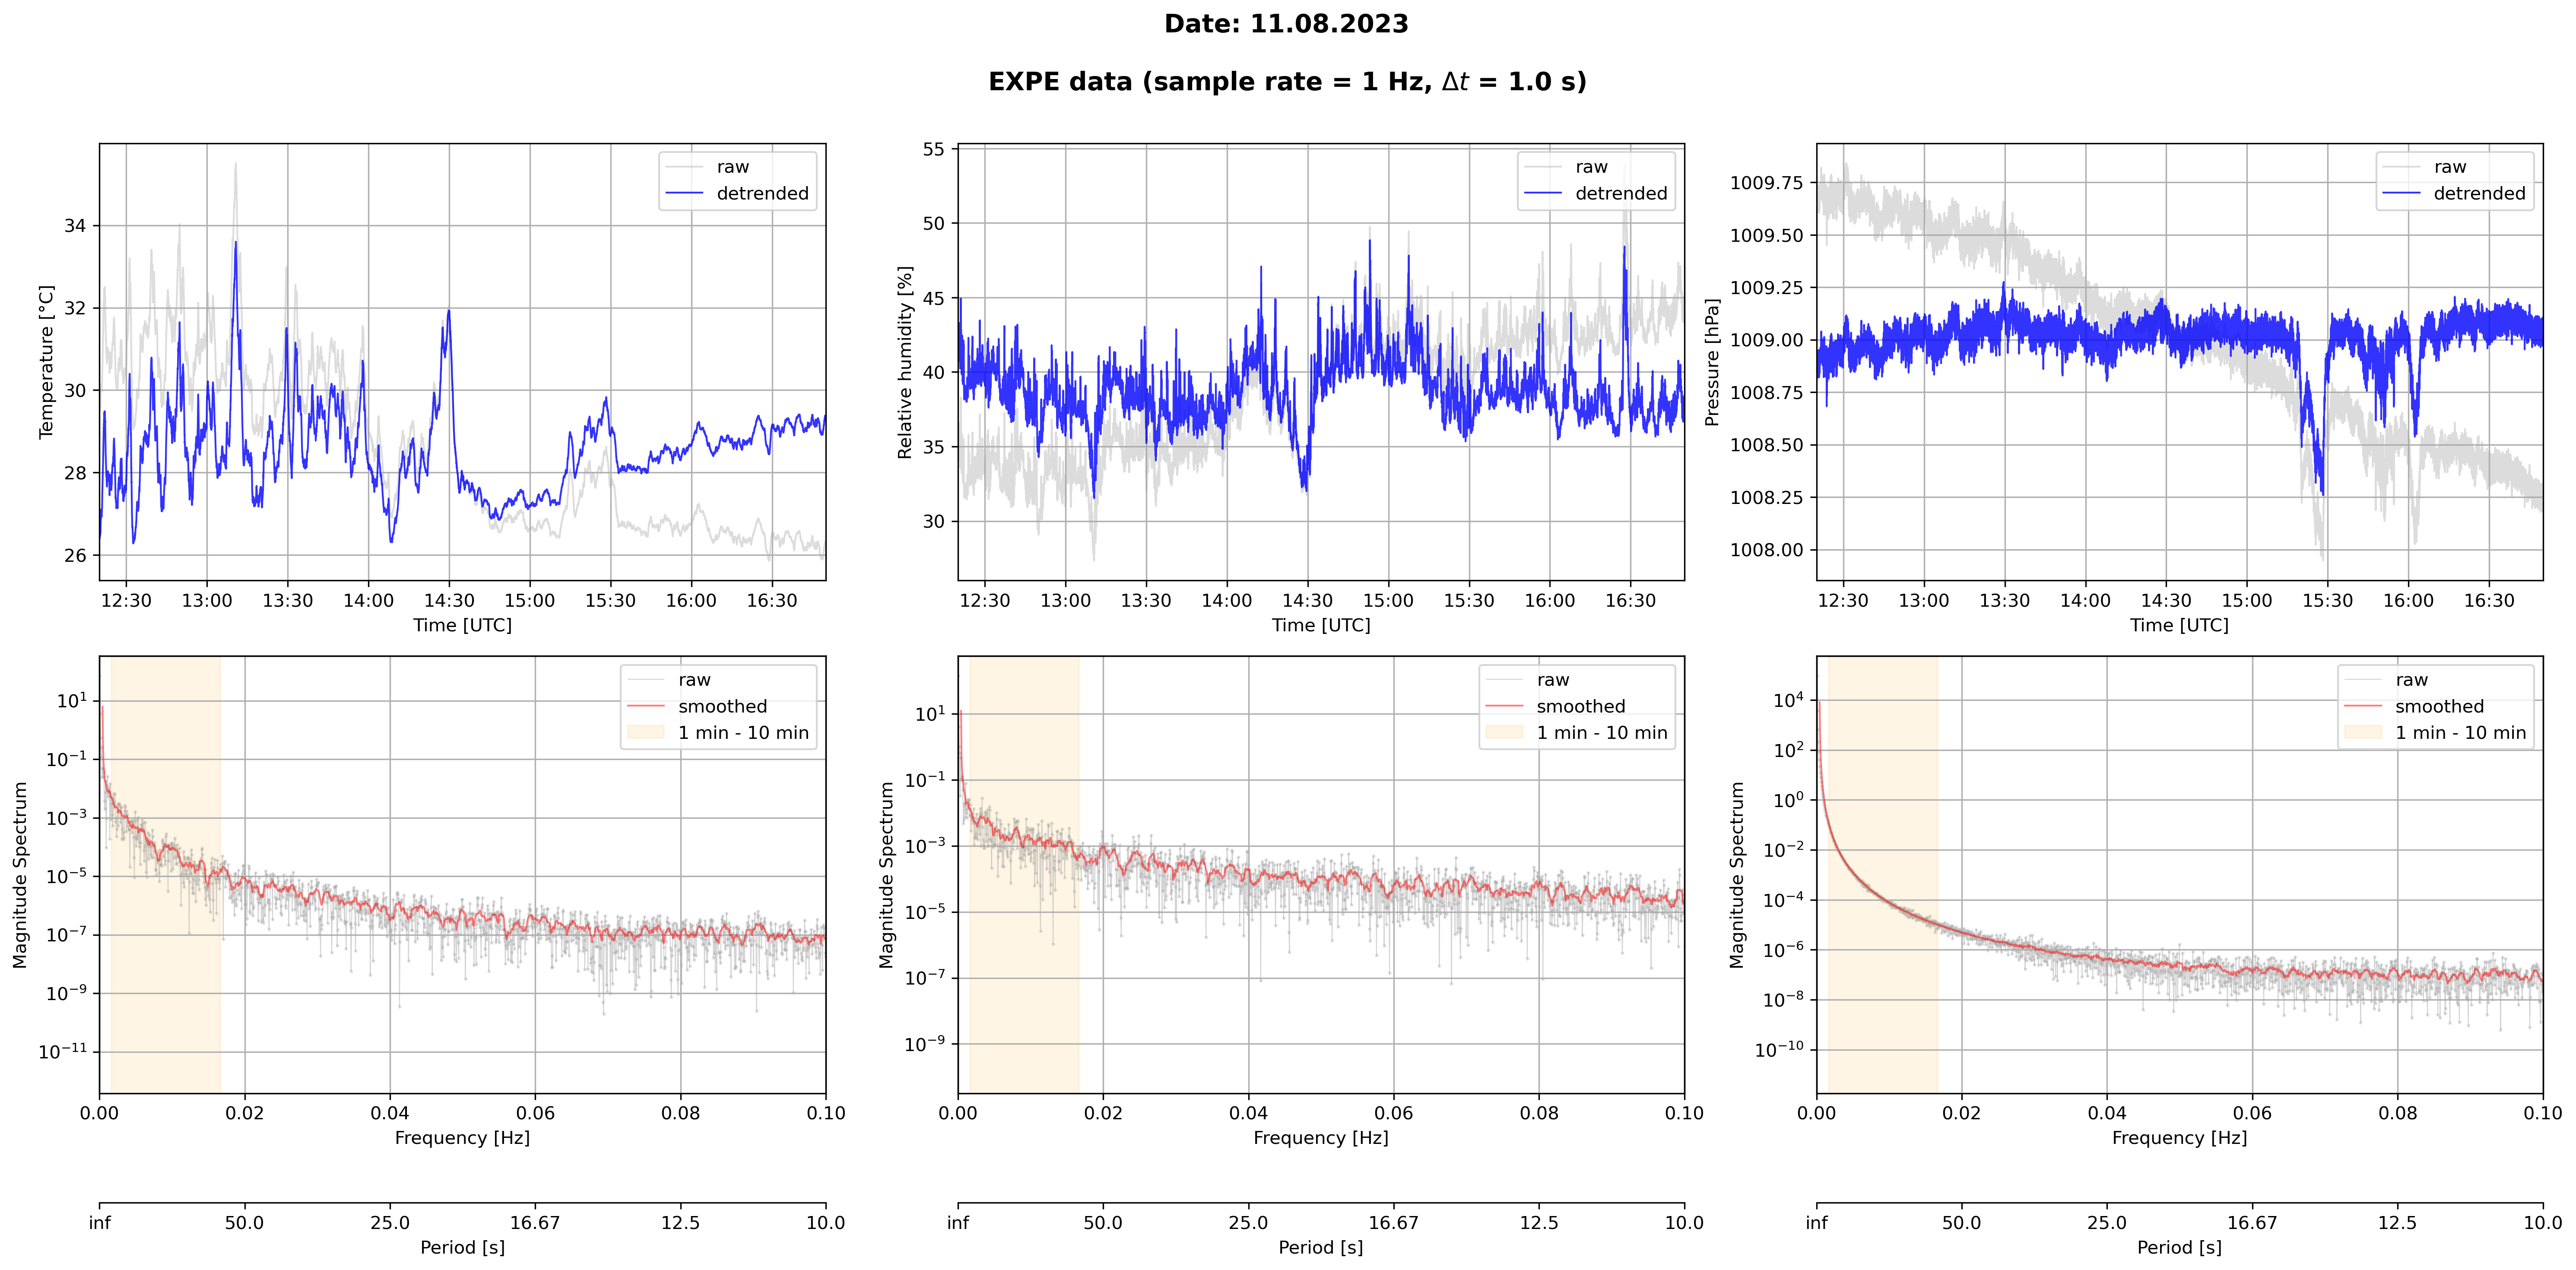 Date: 11.08.2023
EXPE data (sample rate = 1 Hz, Δt = 1.0 s)
raw
detrended
34
32
30
28
26
Temperature [°C]
12:30 13:00 13:30 14:00 14:30 15:00 15:30 16:00 16:30
Time [UTC]
raw
detrended
55
50
45
40
35
30
Relative humidity [%]
12:30 13:00 13:30 14:00 14:30 15:00 15:30 16:00 16:30
Time [UTC]
raw
detrended
1009.75
1009.50
1009.25
1009.00
1008.75
1008.50
1008.25
1008.00
Pressure [hPa]
12:30 13:00 13:30 14:00 14:30 15:00 15:30 16:00 16:30
Time [UTC]
raw
smoothed
1 min - 10 min
10¹
10⁻¹
10⁻³
10⁻⁵
10⁻⁷
10⁻⁹
10⁻¹¹
Magnitude Spectrum
0.00 0.02 0.04 0.06 0.08 0.10
Frequency [Hz]
inf 50.0 25.0 16.67 12.5 10.0
Period [s]
raw
smoothed
1 min - 10 min
10¹
10⁻¹
10⁻³
10⁻⁵
10⁻⁷
10⁻⁹
Magnitude Spectrum
0.00 0.02 0.04 0.06 0.08 0.10
Frequency [Hz]
inf 50.0 25.0 16.67 12.5 10.0
Period [s]
raw
smoothed
1 min - 10 min
10⁴
10²
10⁰
10⁻²
10⁻⁴
10⁻⁶
10⁻⁸
10⁻¹⁰
Magnitude Spectrum
0.00 0.02 0.04 0.06 0.08 0.10
Frequency [Hz]
inf 50.0 25.0 16.67 12.5 10.0
Period [s]